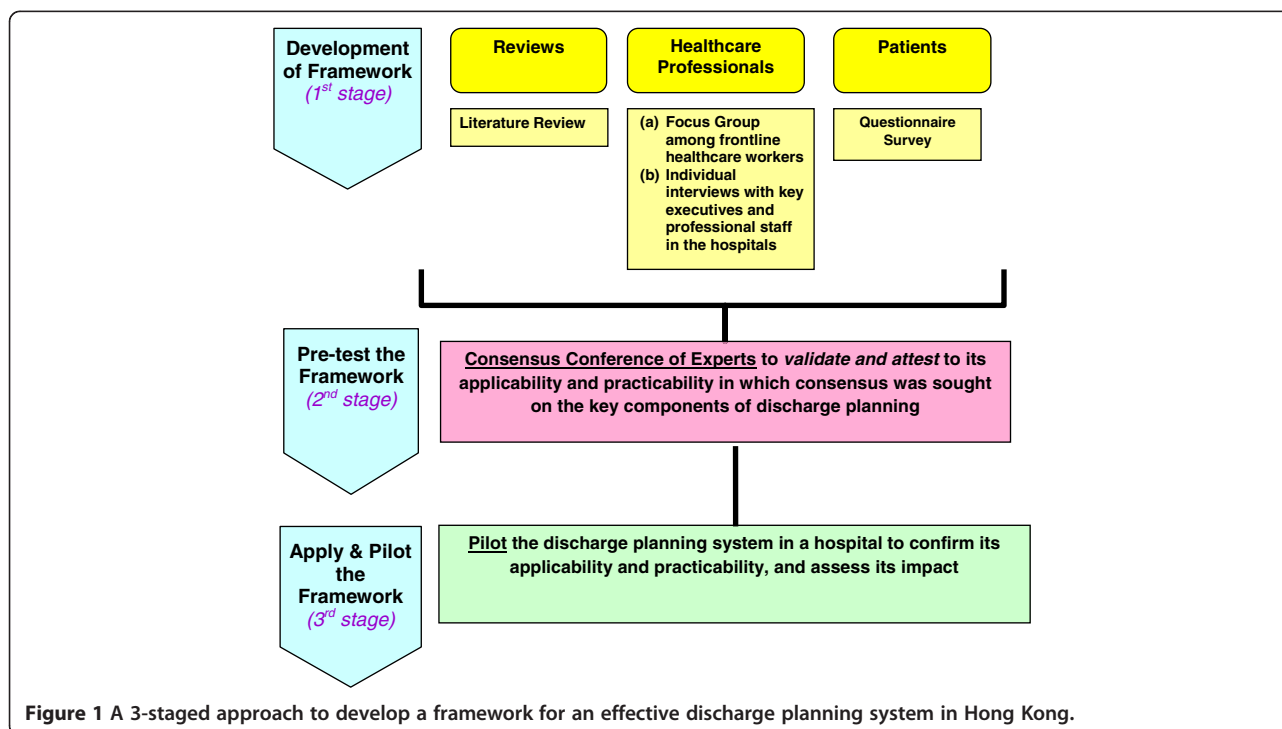 Development
of Framework
(1st stage)
Reviews
Healthcare
Professionals
Patients
Literature Review
(a) Focus Group
among frontline
healthcare workers
(b) Individual
interviews with key
executives and
professional staff
in the hospitals
Questionnaire
Survey
Pre-test the
Framework
(2nd stage)
Consensus Conference of Experts to validate and attest to its
applicability and practicability in which consensus was sought
on the key components of discharge planning
Apply & Pilot
the
Framework
(3rd stage)
Pilot the discharge planning system in a hospital to confirm its
applicability and practicability, and assess its impact
Figure 1 A 3-staged approach to develop a framework for an effective discharge planning system in Hong Kong.